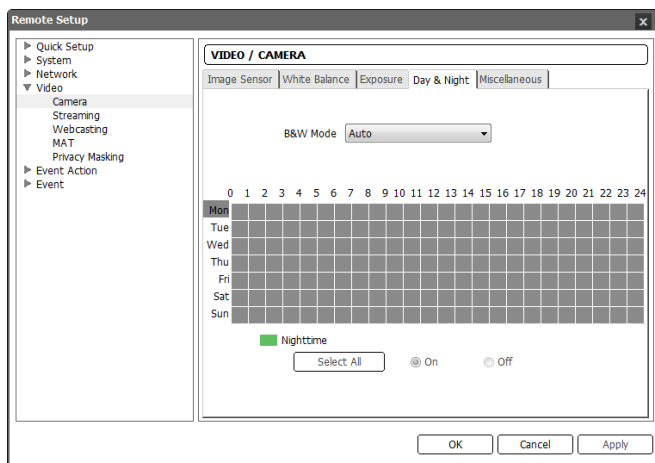 Remote Setup
x
Quick Setup
System
Network
Video
Camera
Streaming
Webcasting
MAT
Privacy Masking
Event Action
Event
VIDEO / CAMERA
Image Sensor White Balance Exposure Day & Night Miscellaneous
B&W Mode Auto
0 1 2 3 4 5 6 7 8 9 10 11 12 13 14 15 16 17 18 19 20 21 22 23 24
Mon
Tue
Wed
Thu
Fri
Sat
Sun
Nighttime
Select All On Off
OK Cancel Apply